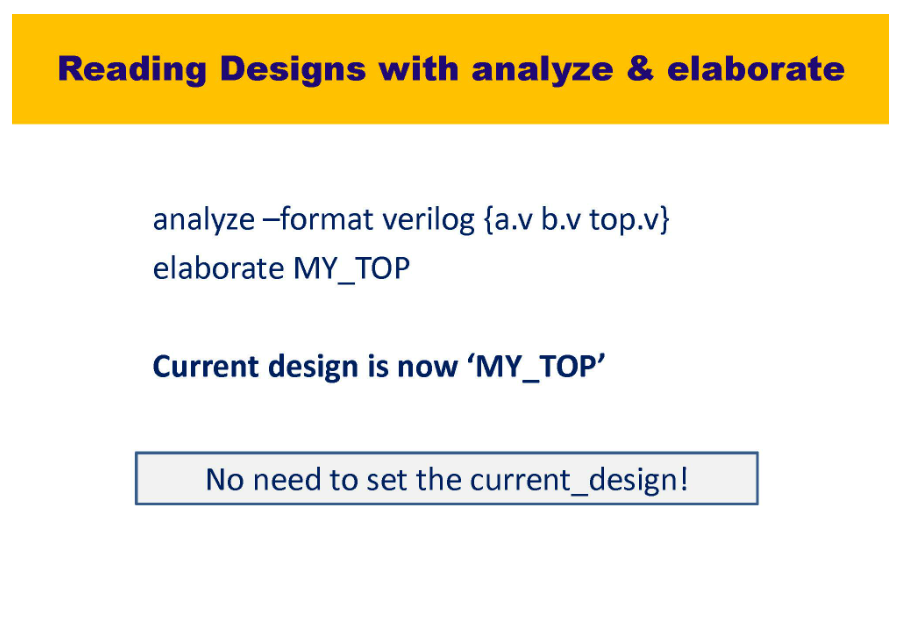 Reading Designs with analyze & elaborate
analyze –format verilog {a.v b.v top.v}
elaborate MY_TOP
Current design is now ‘MY_TOP’
No need to set the current_design!